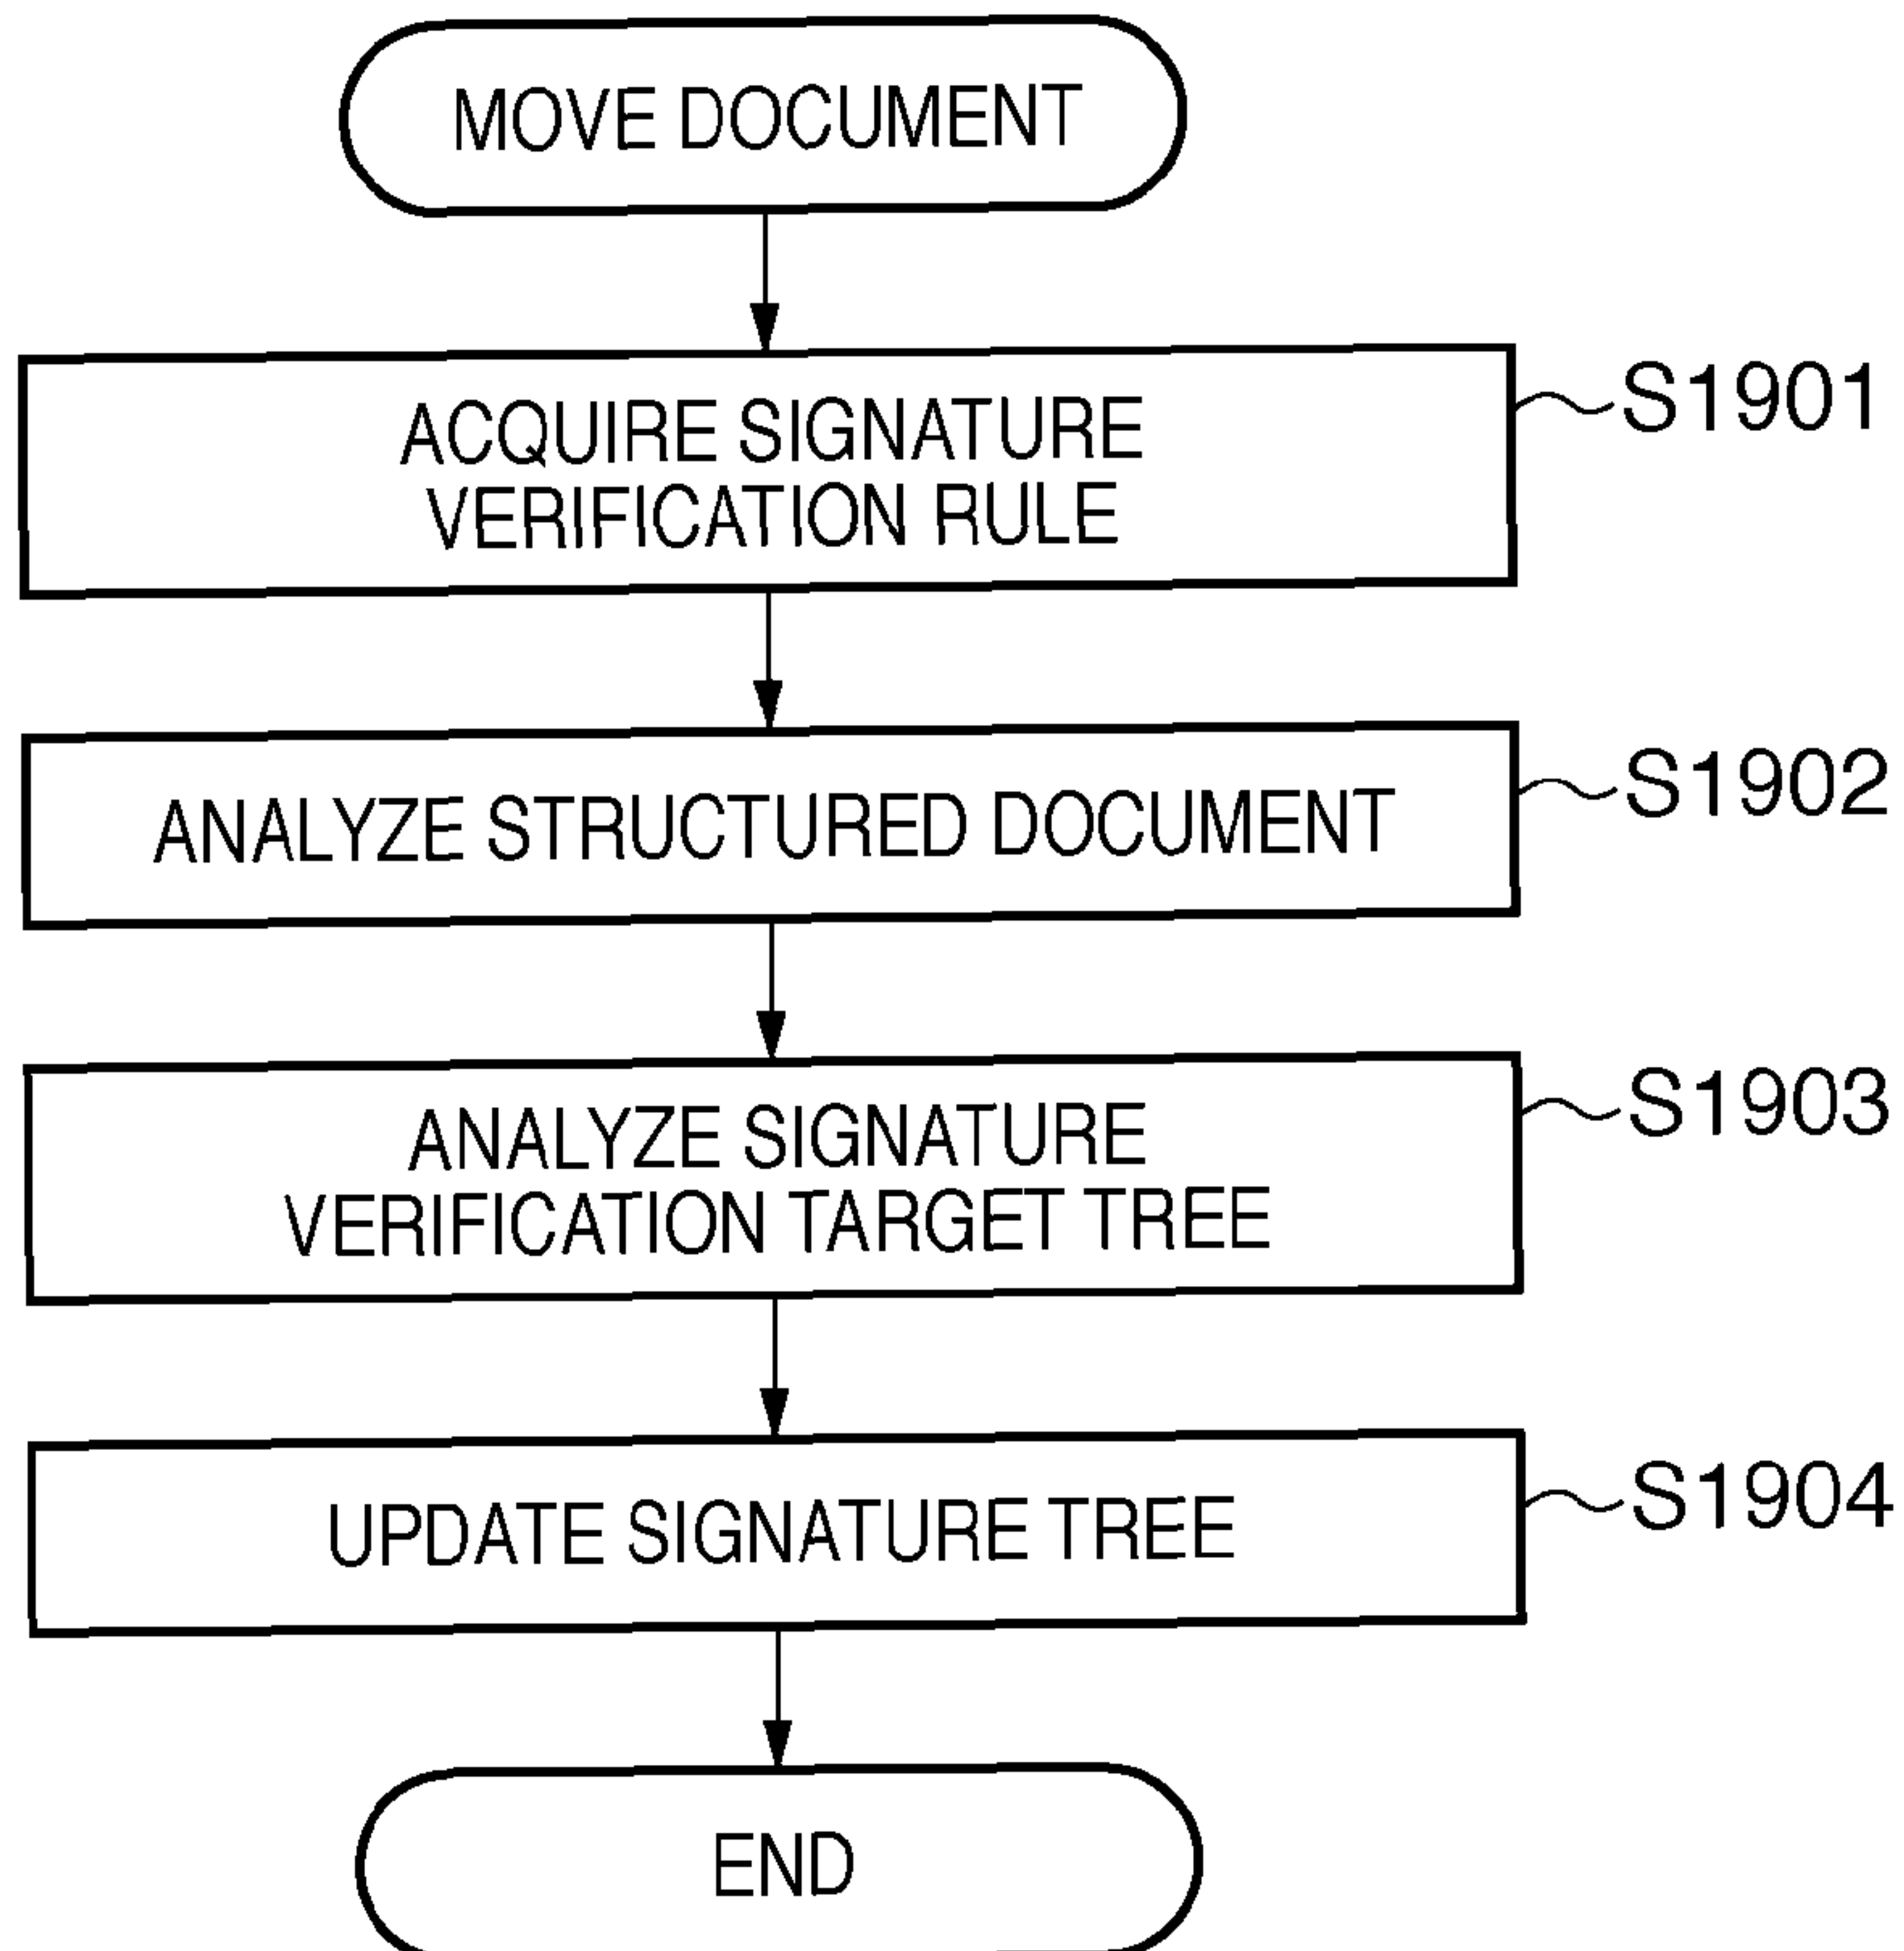 MOVE DOCUMENT
ACQUIRE SIGNATURE
VERIFICATION RULE
S1901
ANALYZE STRUCTURED DOCUMENT
S1902
ANALYZE SIGNATURE
VERIFICATION TARGET TREE
S1903
UPDATE SIGNATURE TREE
S1904
END